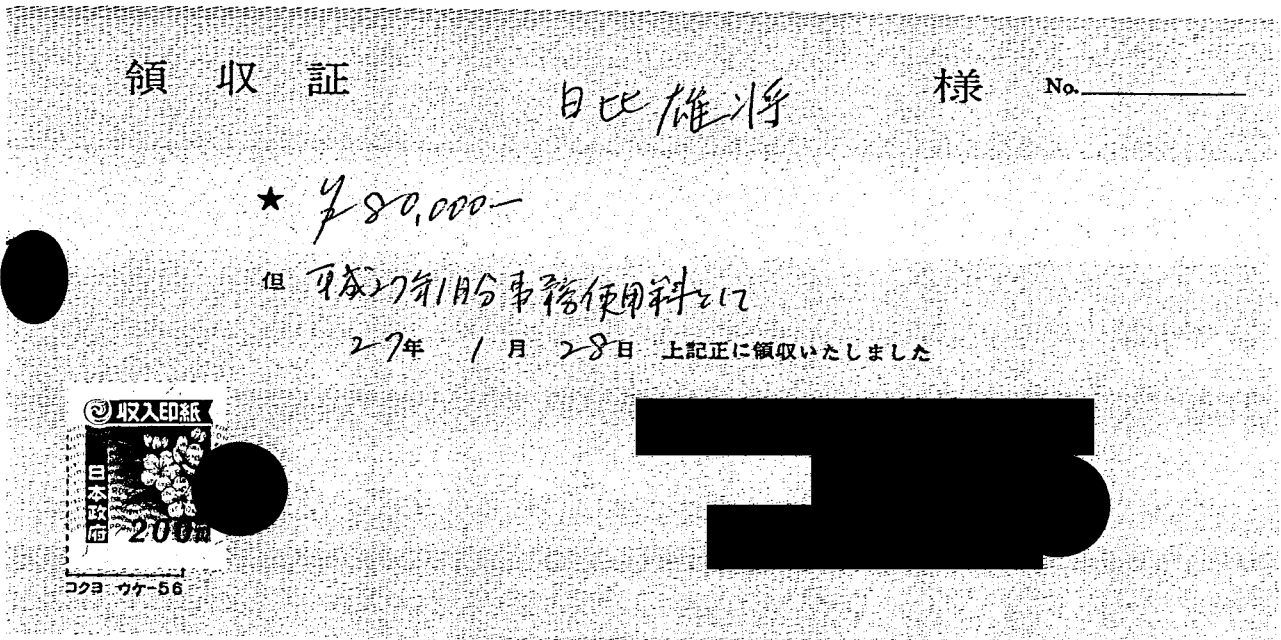 領収証 日比雄将 様 No.
★ ¥80,000-
但 平成27年1月分事務使用料として
27年 1月 28日 上記正に領収いたしました
収入印紙
日本政府
200円
コクヨ ウケ-56